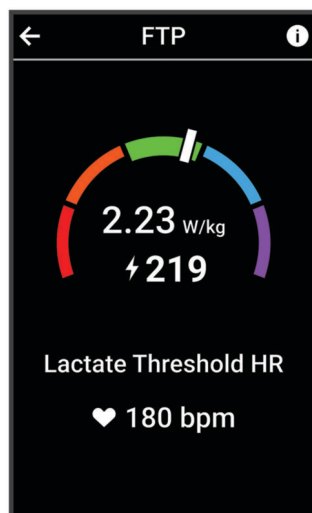 FTP
2.23 W/kg
219
Lactate Threshold HR
180 bpm